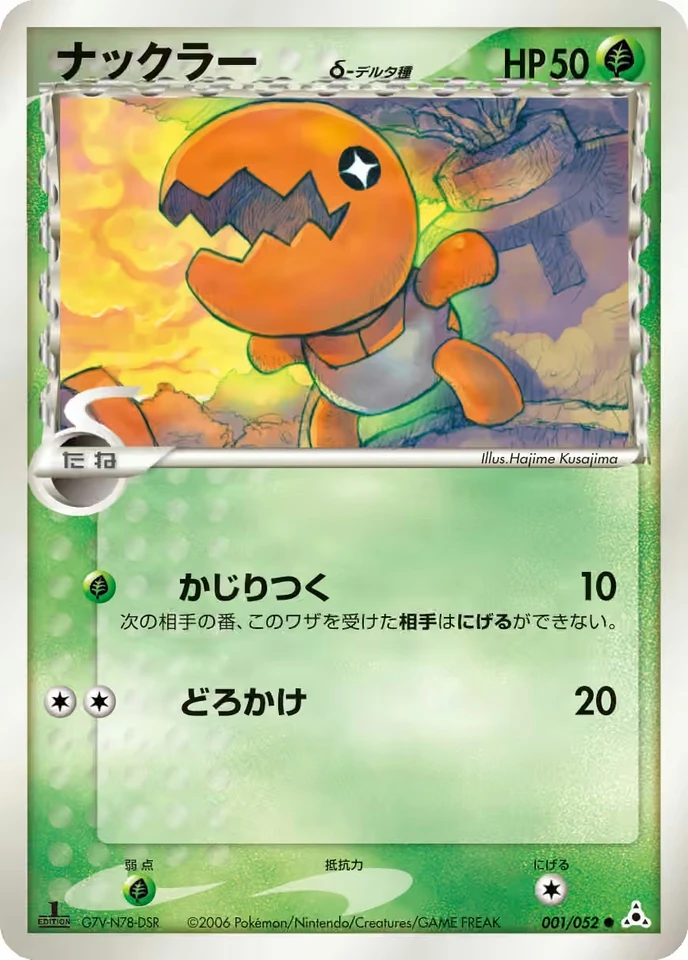 ナックラー δ-デルタ種 HP50
たね
Illus.Hajime Kusajima
かじりつく 10
次の相手の番、このワザを受けた相手はにげるができない。
どろかけ 20
弱点 抵抗力 にげる
1 EDITION G7V-N78-DSR ©2006 Pokémon/Nintendo/Creatures/GAME FREAK 001/052